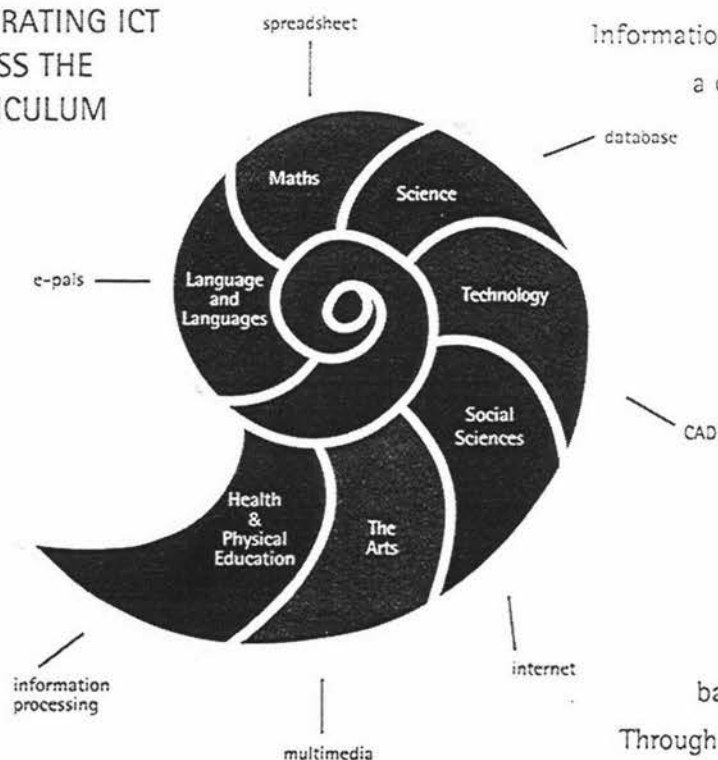 RATING ICT
SS THE
ICULUM
spreadsheet
Informatio
a
database
Maths
Science
e-pals
Language
and
Languages
Technology
Social
Sciences
CAD
Health
&
Physical
Education
The
Arts
internet
information
processing
multimedia
ba
Through